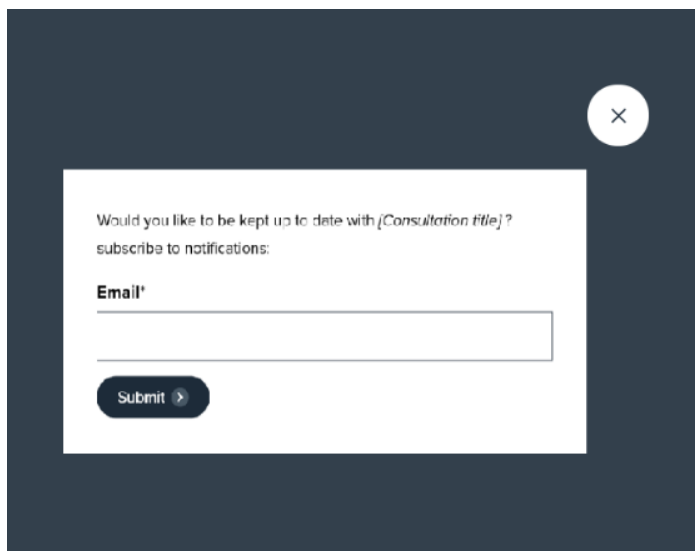 Would you like to be kept up to date with [Consultation title]?
subscribe to notifications:
Email*
Submit